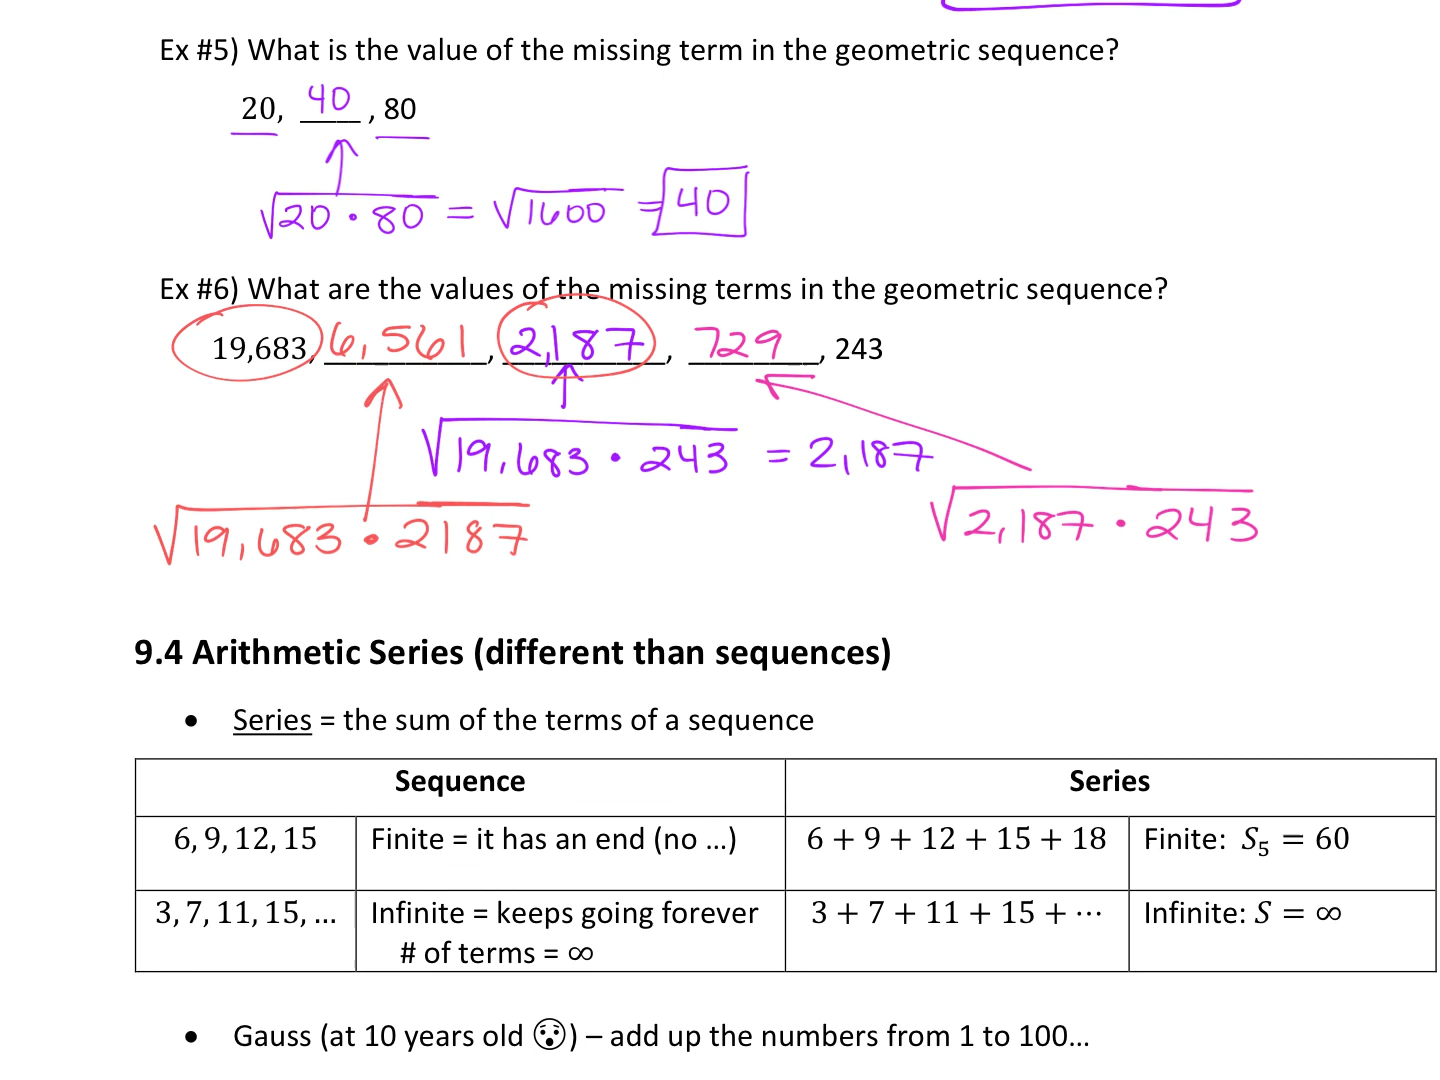 Ex #5) What is the value of the missing term in the geometric sequence?
20, 40, 80
√20 • 80 = √1600 = 40
Ex #6) What are the values of the missing terms in the geometric sequence?
19,683, 6,561, 2,187, 729, 243
√19,683 • 243 = 2,187
√19,683 • 2187
√2,187 • 243
9.4 Arithmetic Series (different than sequences)
• Series = the sum of the terms of a sequence
Sequence Series
6, 9, 12, 15 Finite = it has an end (no ...) 6 + 9 + 12 + 15 + 18 Finite: S₅ = 60
3, 7, 11, 15, ... Infinite = keeps going forever 3 + 7 + 11 + 15 + ⋯ Infinite: S = ∞
# of terms = ∞
• Gauss (at 10 years old 😯) – add up the numbers from 1 to 100...